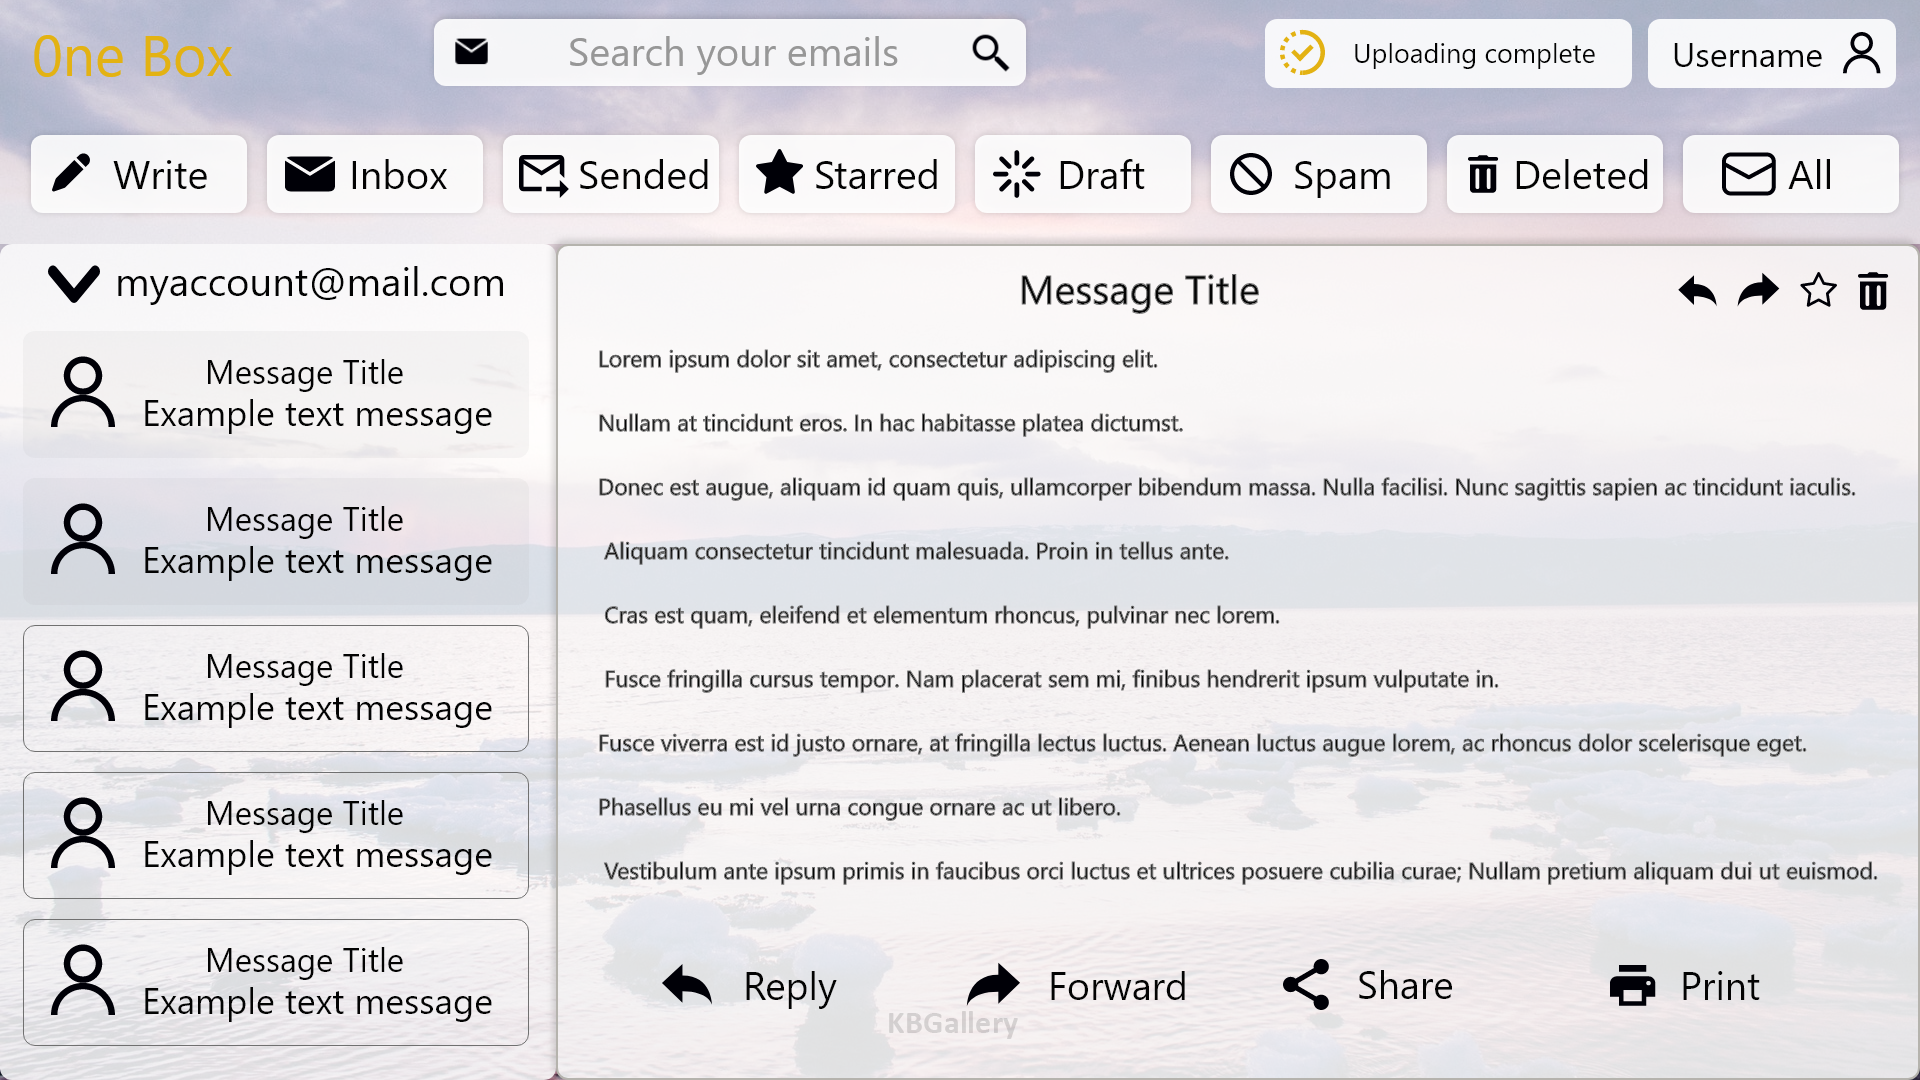 0ne Box
Search your emails
Uploading complete
Username
Write
Inbox
Sended
Starred
Draft
Spam
Deleted
All
myaccount@mail.com
Message Title
Example text message
Message Title
Example text message
Message Title
Example text message
Message Title
Example text message
Message Title
Example text message
Message Title
Lorem ipsum dolor sit amet, consectetur adipiscing elit.
Nullam at tincidunt eros. In hac habitasse platea dictumst.
Donec est augue, aliquam id quam quis, ullamcorper bibendum massa. Nulla facilisi. Nunc sagittis sapien ac tincidunt iaculis.
Aliquam consectetur tincidunt malesuada. Proin in tellus ante.
Cras est quam, eleifend et elementum rhoncus, pulvinar nec lorem.
Fusce fringilla cursus tempor. Nam placerat sem mi, finibus hendrerit ipsum vulputate in.
Fusce viverra est id justo ornare, at fringilla lectus luctus. Aenean luctus augue lorem, ac rhoncus dolor scelerisque eget.
Phasellus eu mi vel urna congue ornare ac ut libero.
Vestibulum ante ipsum primis in faucibus orci luctus et ultrices posuere cubilia curae; Nullam pretium aliquam dui ut euismod.
Reply
Forward
Share
Print
KBGallery